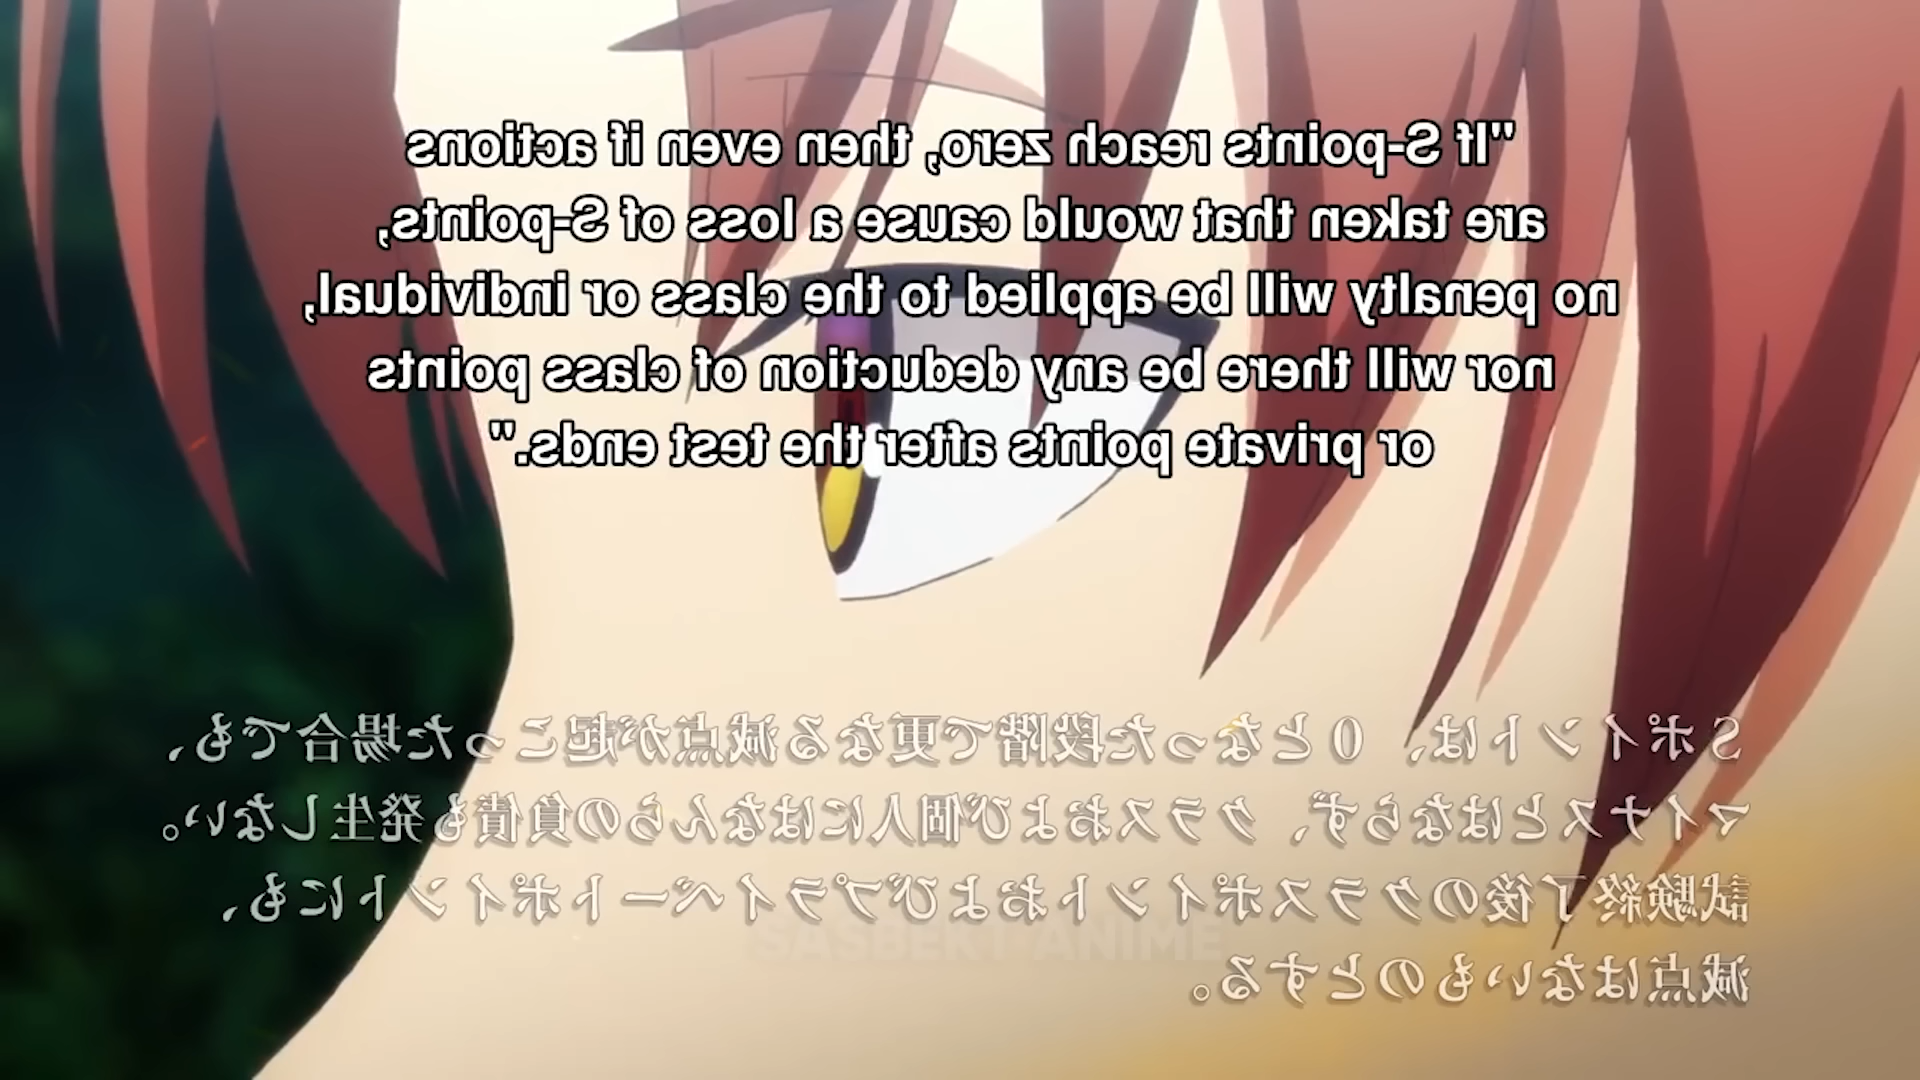 "If S-points reach zero, then even if actions
are taken that would cause a loss of S-points,
no penalty will be applied to the class or individual,
nor will there be any deduction of class points
or private points after the test ends."
Sポイントは、0となった段階で更なる減点が起こった場合でも、
マイナスとはならず、クラスおよび個人にはなんらの負債も発生しない。
試験終了後のクラスポイントおよびプライベートポイントにも、
減点はないものとする。
SASBEKT ANIME